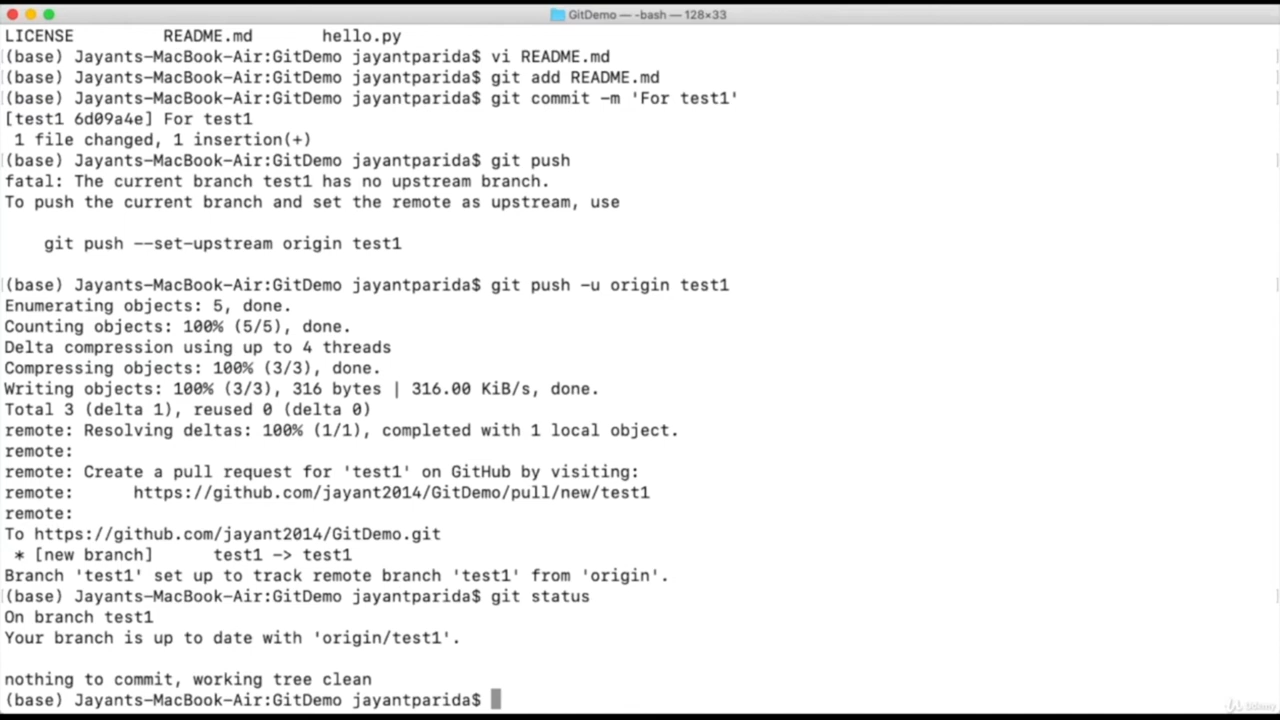 GitDemo — -bash — 128×33
LICENSE         README.md       hello.py
(base) Jayants-MacBook-Air:GitDemo jayantparida$ vi README.md
(base) Jayants-MacBook-Air:GitDemo jayantparida$ git add README.md
(base) Jayants-MacBook-Air:GitDemo jayantparida$ git commit -m 'For test1'
[test1 6d09a4e] For test1
 1 file changed, 1 insertion(+)
(base) Jayants-MacBook-Air:GitDemo jayantparida$ git push
fatal: The current branch test1 has no upstream branch.
To push the current branch and set the remote as upstream, use
    git push --set-upstream origin test1
(base) Jayants-MacBook-Air:GitDemo jayantparida$ git push -u origin test1
Enumerating objects: 5, done.
Counting objects: 100% (5/5), done.
Delta compression using up to 4 threads
Compressing objects: 100% (3/3), done.
Writing objects: 100% (3/3), 316 bytes | 316.00 KiB/s, done.
Total 3 (delta 1), reused 0 (delta 0)
remote: Resolving deltas: 100% (1/1), completed with 1 local object.
remote:
remote: Create a pull request for 'test1' on GitHub by visiting:
remote:      https://github.com/jayant2014/GitDemo/pull/new/test1
remote:
To https://github.com/jayant2014/GitDemo.git
 * [new branch]      test1 -> test1
Branch 'test1' set up to track remote branch 'test1' from 'origin'.
(base) Jayants-MacBook-Air:GitDemo jayantparida$ git status
On branch test1
Your branch is up to date with 'origin/test1'.
nothing to commit, working tree clean
(base) Jayants-MacBook-Air:GitDemo jayantparida$
Udemy